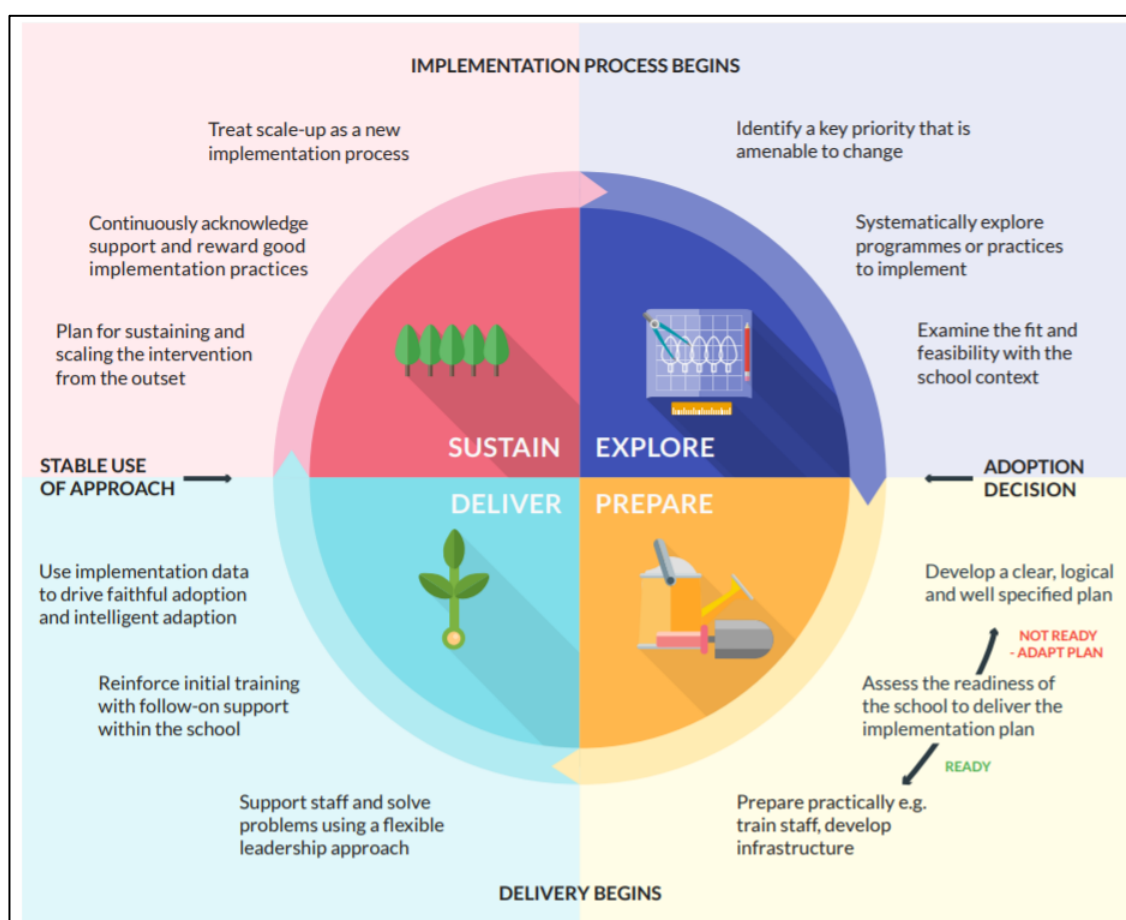 IMPLEMENTATION PROCESS BEGINS
Identify a key priority that is
amenable to change
Systematically explore
programmes or practices
to implement
Examine the fit and
feasibility with the
school context
EXPLORE
ADOPTION
DECISION
PREPARE
Develop a clear, logical
and well specified plan
NOT READY
- ADAPT PLAN
Assess the readiness of
the school to deliver the
implementation plan
READY
Prepare practically e.g.
train staff, develop
infrastructure
DELIVERY BEGINS
DELIVER
Support staff and solve
problems using a flexible
leadership approach
Reinforce initial training
with follow-on support
within the school
Use implementation data
to drive faithful adoption
and intelligent adaption
STABLE USE
OF APPROACH
SUSTAIN
Plan for sustaining and
scaling the intervention
from the outset
Continuously acknowledge
support and reward good
implementation practices
Treat scale-up as a new
implementation process